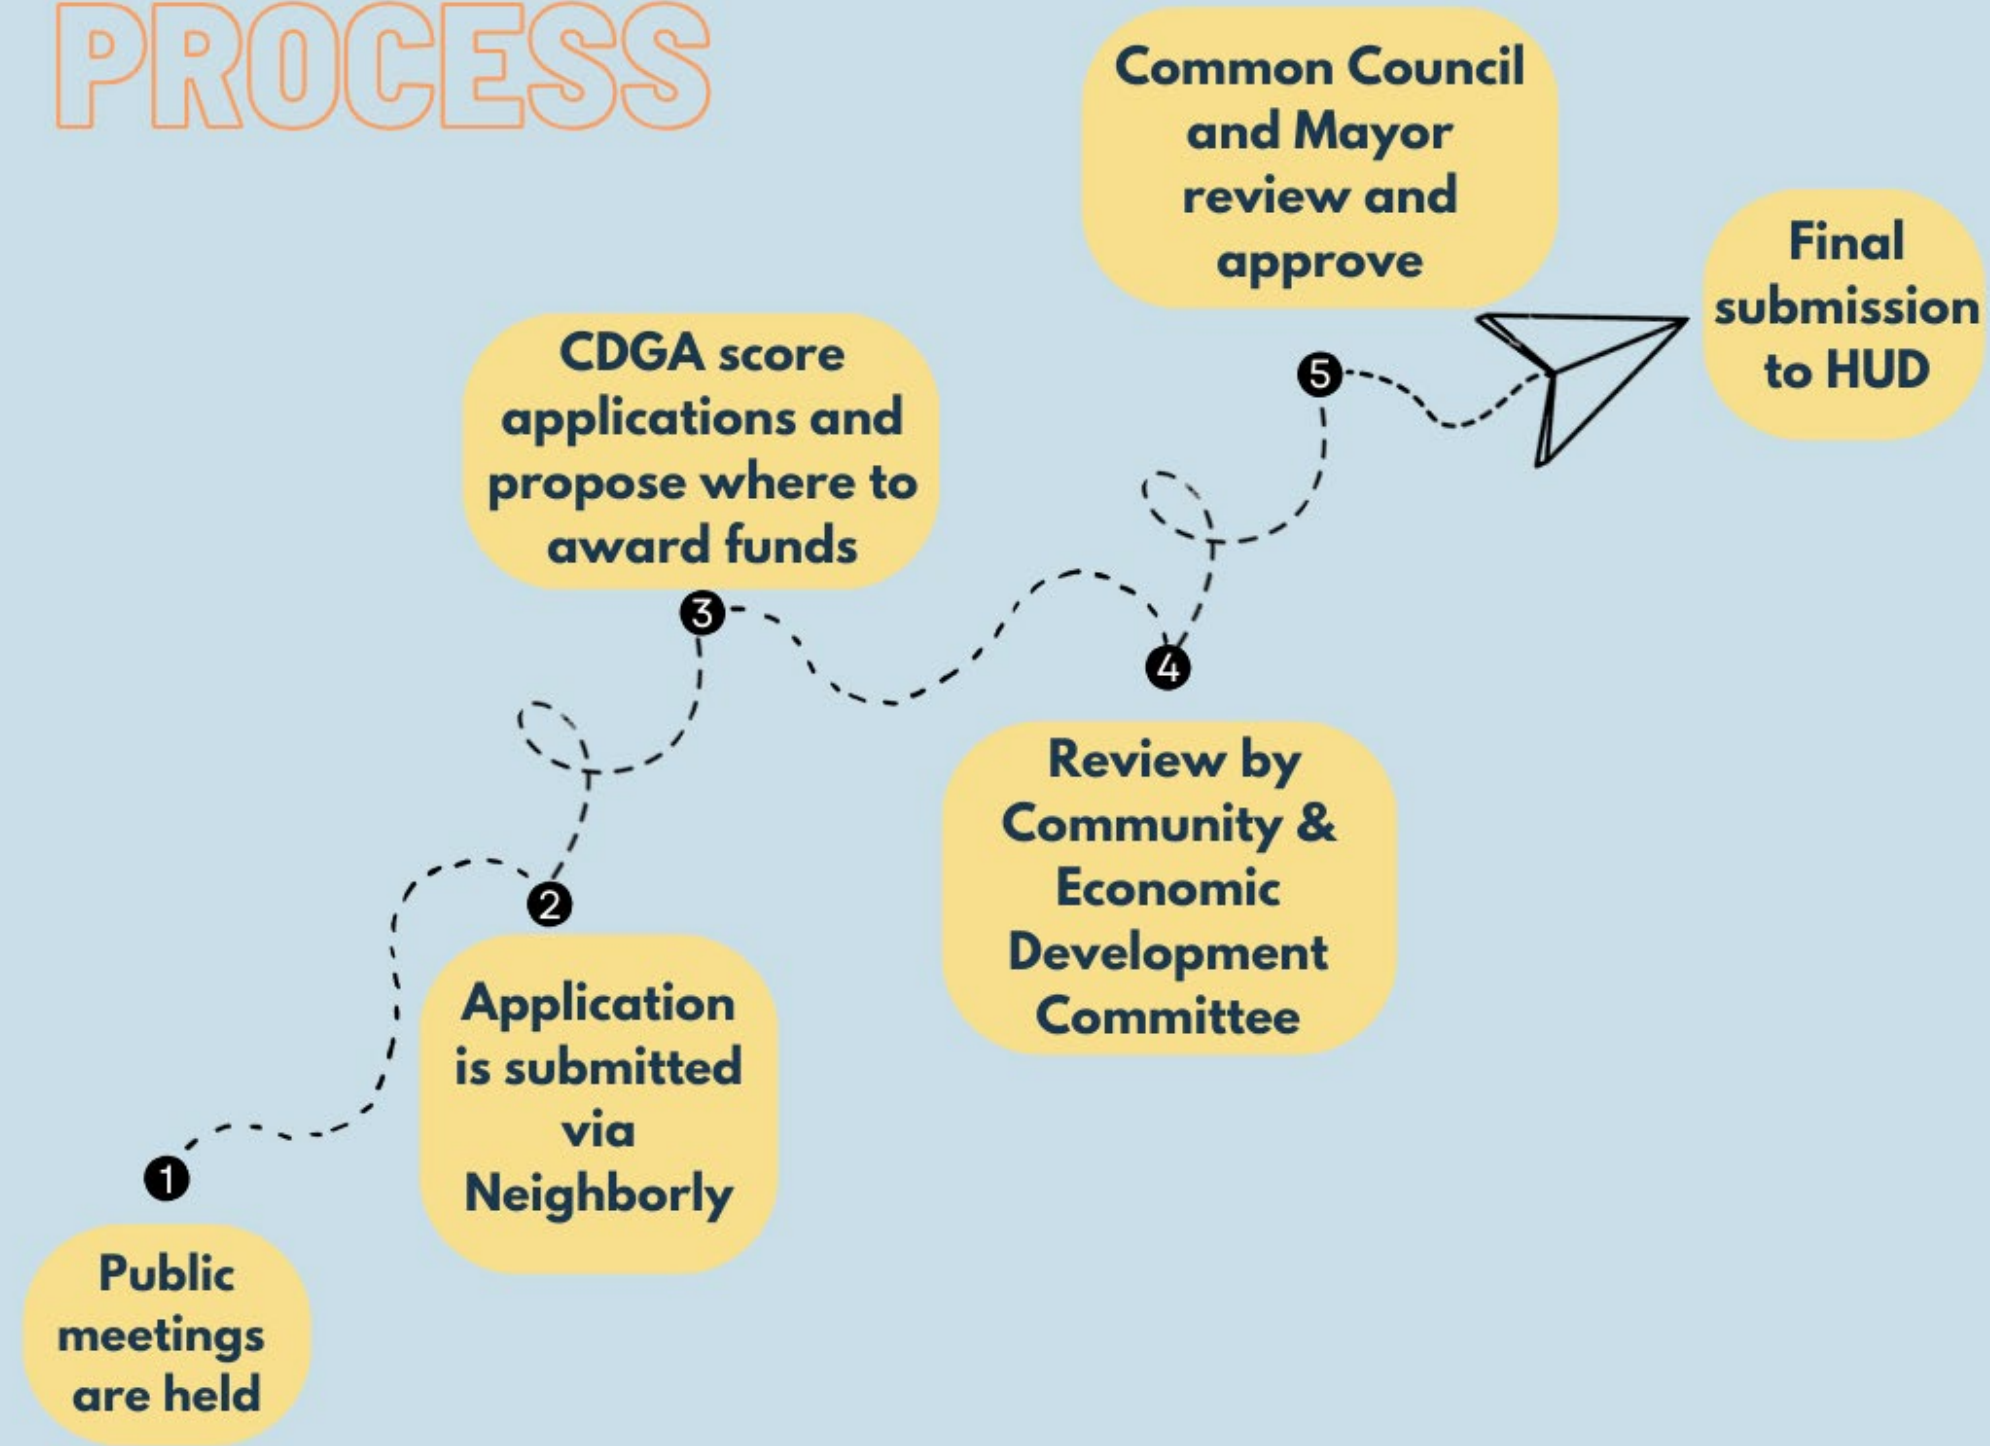 PROCESS
1
Public
meetings
are held
2
Application
is submitted
via
Neighborly
CDGA score
applications and
propose where to
award funds
3
4
Review by
Community &
Economic
Development
Committee
Common Council
and Mayor
review and
approve
5
Final
submission
to HUD